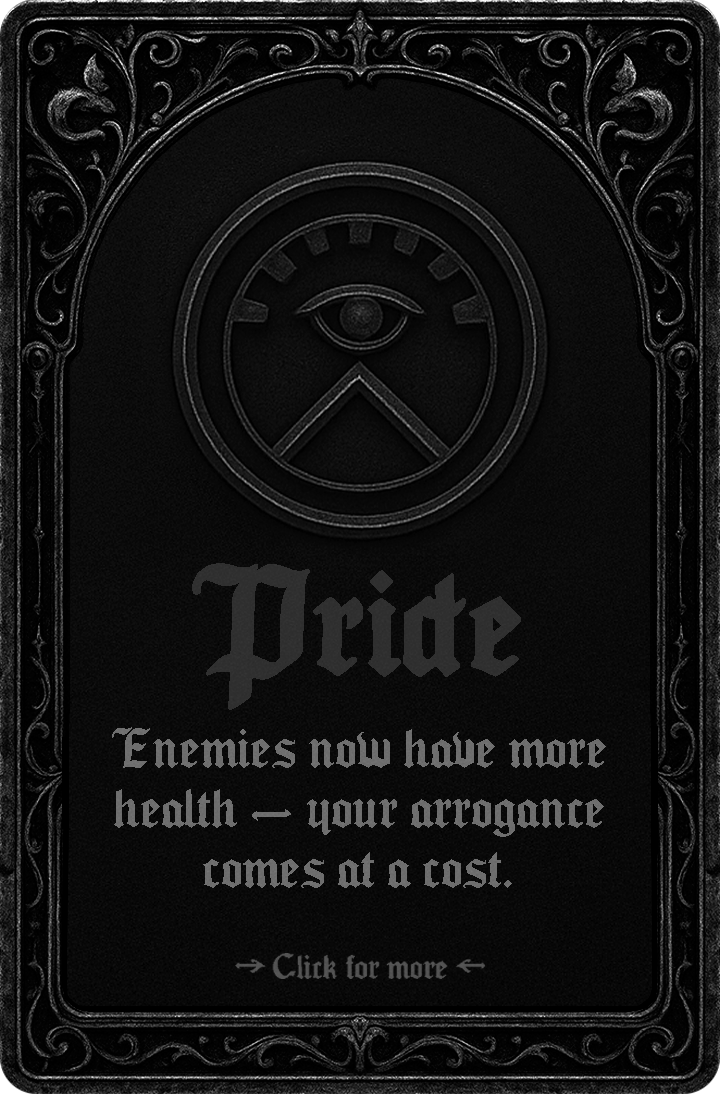 Pride
Enemies now have more
health — your arrogance
comes at a cost.
→ Click for more ←